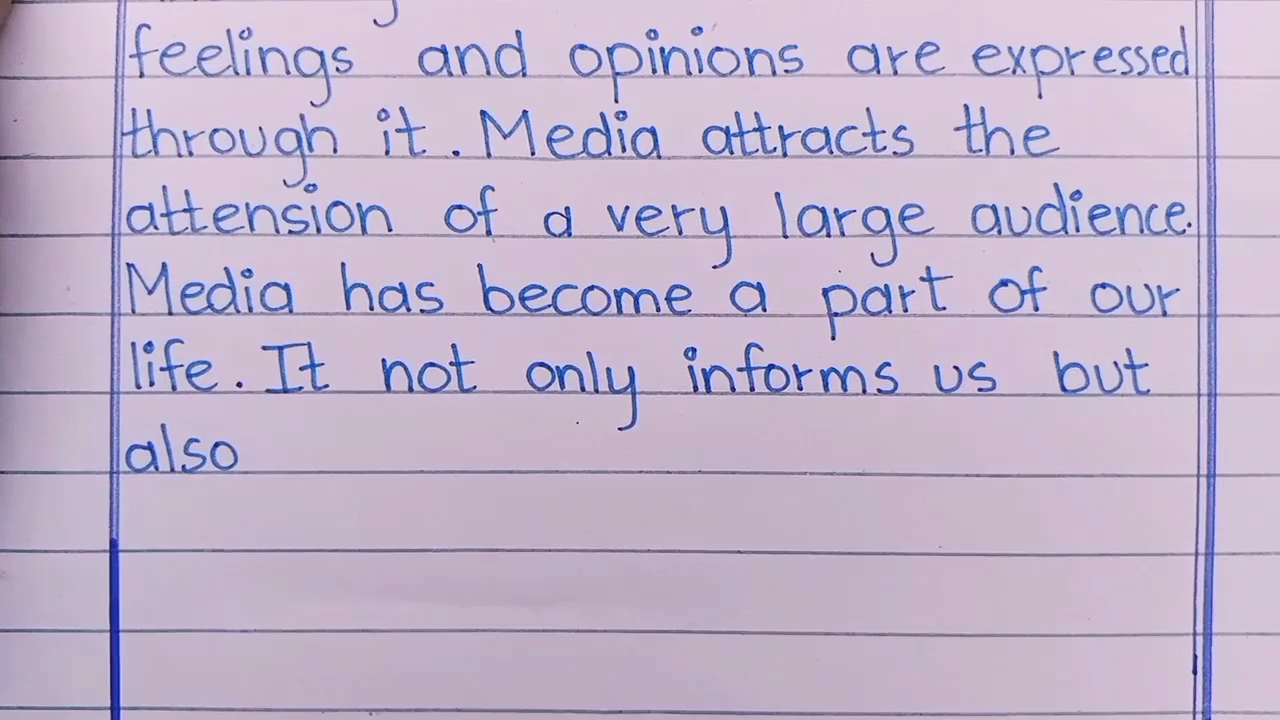 feelings and opinions are expressed
through it. Media attracts the
attension of a very large audience.
Media has become a part of our
life. It not only informs us but
also